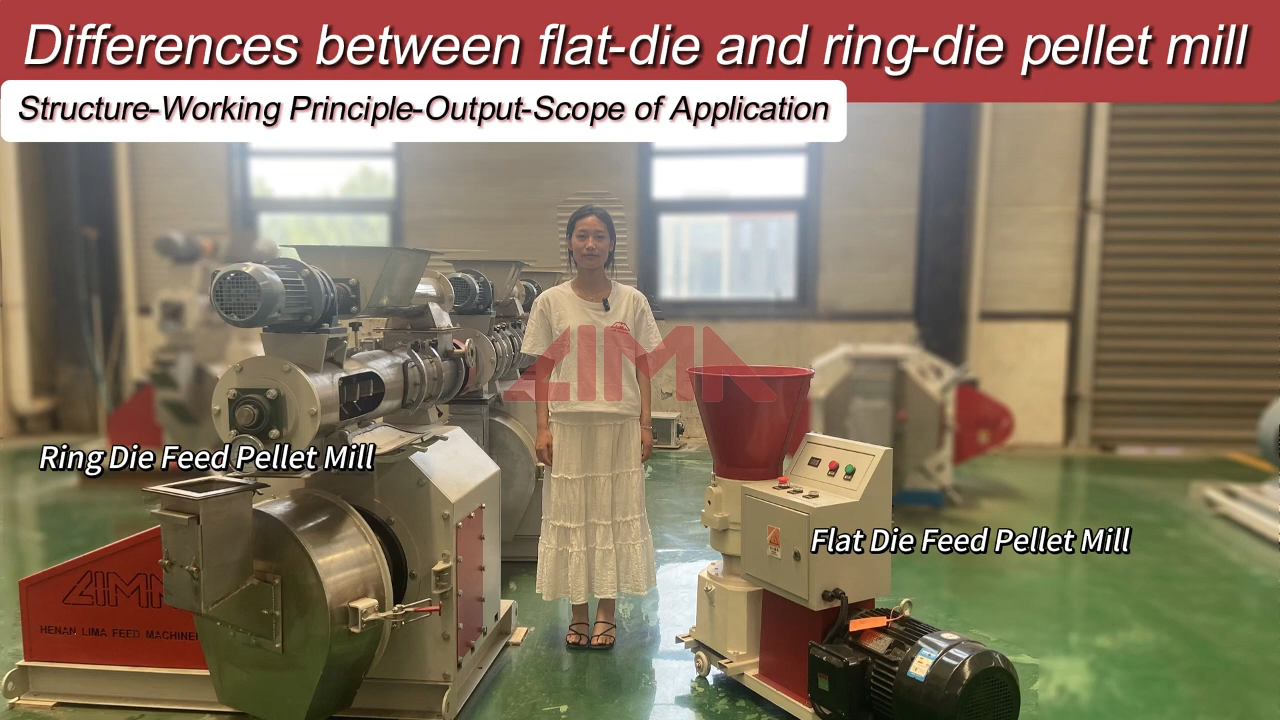 Differences between flat-die and ring-die pellet mill
Structure-Working Principle-Output-Scope of Application
LIMA
Ring Die Feed Pellet Mill
Flat Die Feed Pellet Mill
LIMA
HENAN LIMA FEED MACHINER